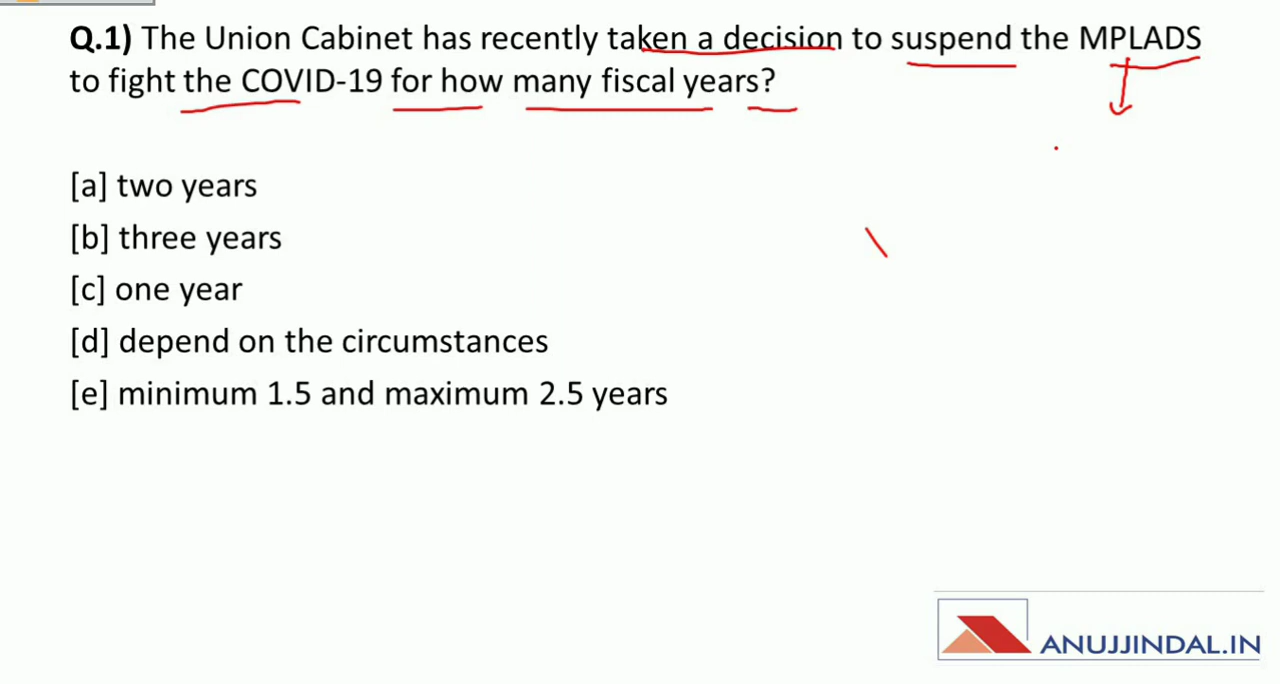 Q.1) The Union Cabinet has recently taken a decision to suspend the MPLADS
to fight the COVID-19 for how many fiscal years?
[a] two years
[b] three years
[c] one year
[d] depend on the circumstances
[e] minimum 1.5 and maximum 2.5 years
ANUJJINDAL.IN